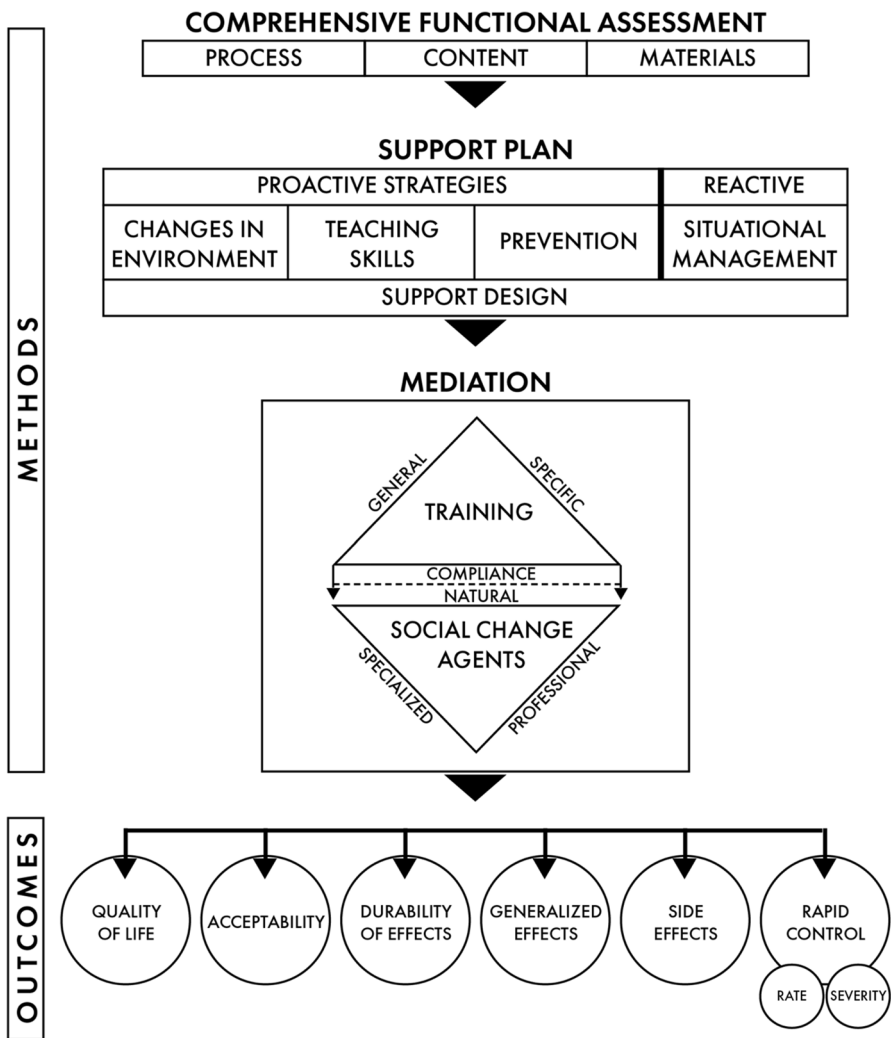 COMPREHENSIVE FUNCTIONAL ASSESSMENT
PROCESS
CONTENT
MATERIALS
METHODS
SUPPORT PLAN
PROACTIVE STRATEGIES
REACTIVE
CHANGES IN
ENVIRONMENT
TEACHING
SKILLS
PREVENTION
SITUATIONAL
MANAGEMENT
SUPPORT DESIGN
MEDIATION
GENERAL
SPECIFIC
TRAINING
COMPLIANCE
NATURAL
SOCIAL CHANGE
AGENTS
SPECIALIZED
PROFESSIONAL
OUTCOMES
QUALITY
OF LIFE
ACCEPTABILITY
DURABILITY
OF EFFECTS
GENERALIZED
EFFECTS
SIDE
EFFECTS
RAPID
CONTROL
RATE
SEVERITY